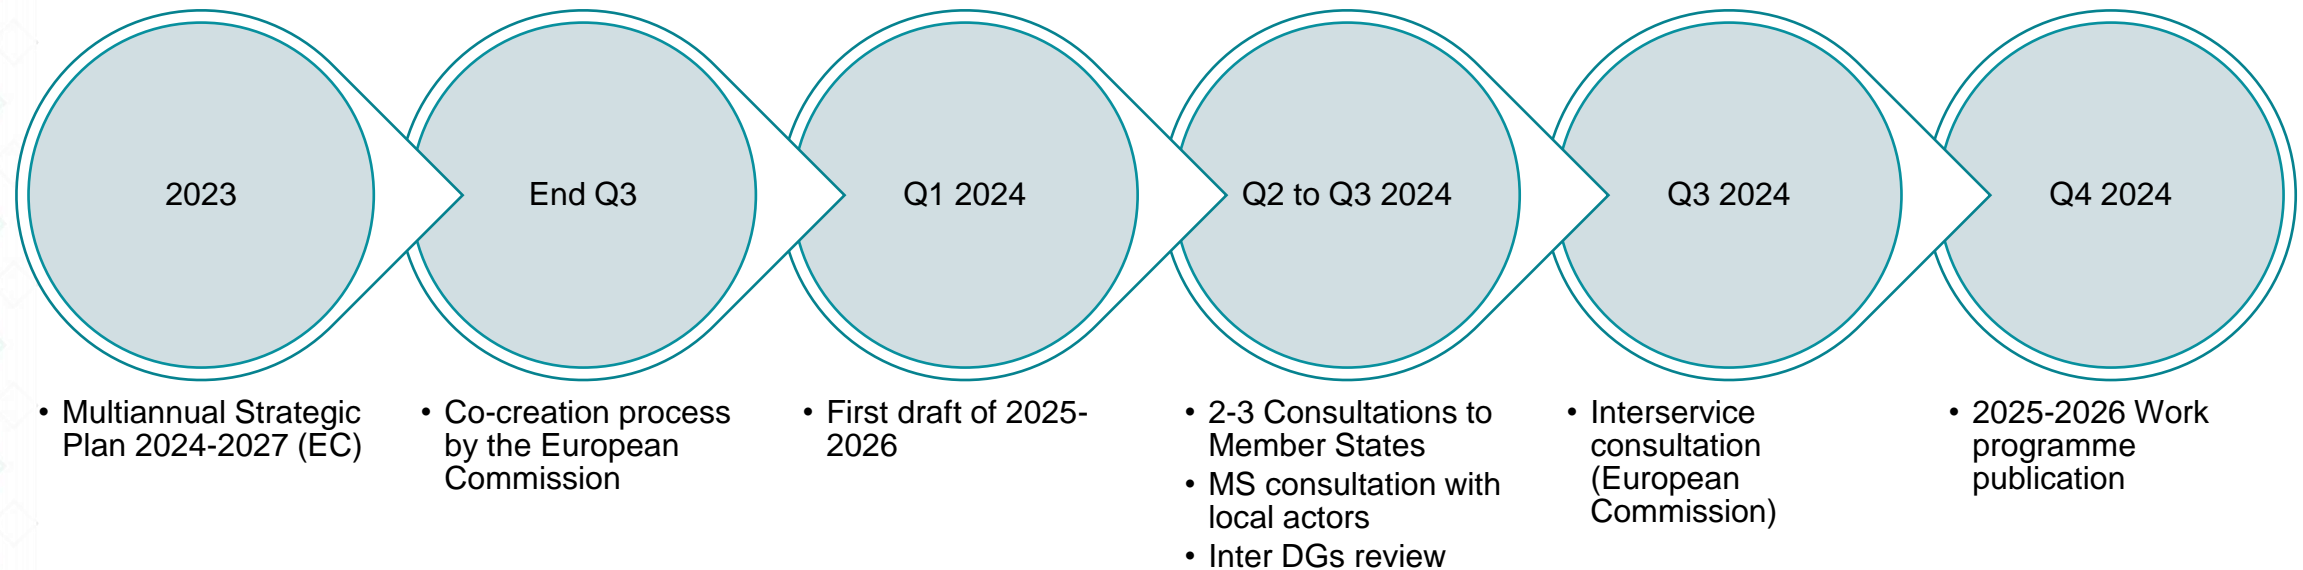 2023
End Q3
Q1 2024
Q2 to Q3 2024
Q3 2024
Q4 2024
• Multiannual Strategic
Plan 2024-2027 (EC)
• Co-creation process
by the European
Commission
• First draft of 2025-
2026
• 2-3 Consultations to
Member States
• MS consultation with
local actors
• Inter DGs review
• Interservice
consultation
(European
Commission)
• 2025-2026 Work
programme
publication